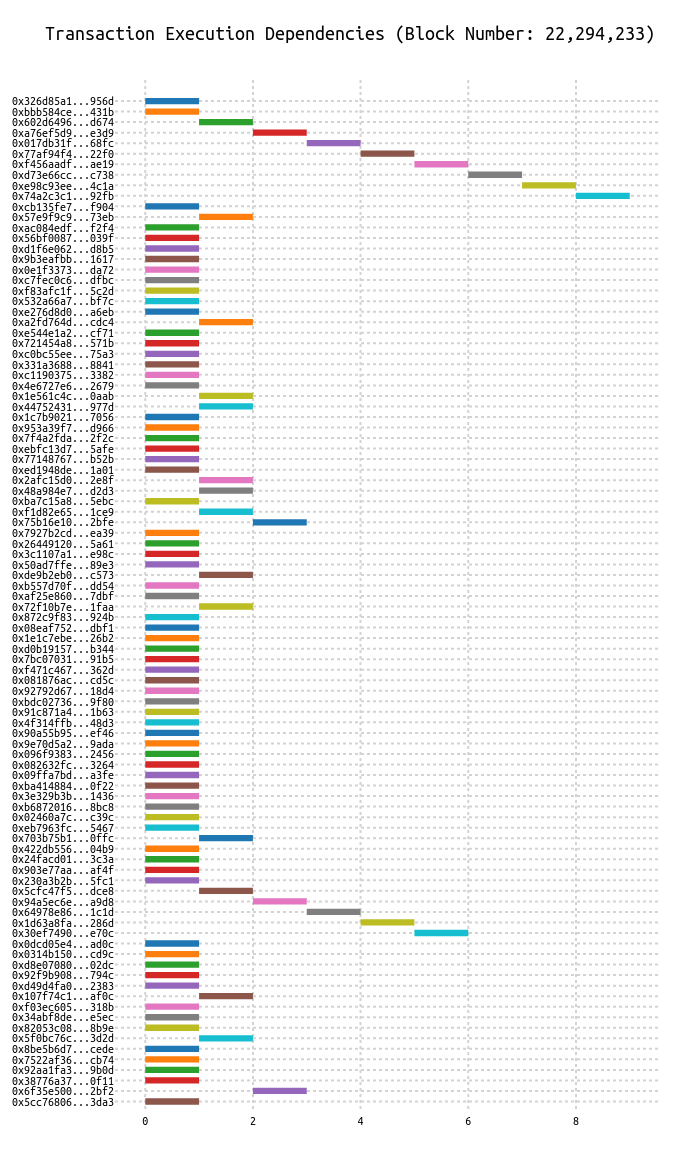 Transaction Execution Dependencies (Block Number: 22,294,233)
0x326d85a1...956d
0xbbb584ce...431b
0x602d6496...d674
0xa76ef5d9...e3d9
0x017db31f...68fc
0x77af94f4...22f0
0xf456aadf...ae19
0xd73e66cc...c738
0xe98c93ee...4c1a
0x74a2c3c1...92fb
0xcb135fe7...f904
0x57e9f9c9...73eb
0xac084edf...f2f4
0x56bf0087...039f
0xd1f6e062...d8b5
0x9b3eafbb...1617
0x0e1f3373...da72
0xc7fec0c6...dfbc
0xf83afc1f...5c2d
0x532a66a7...bf7c
0xe276d8d0...a6eb
0xa2fd764d...cdc4
0xe544e1a2...cf71
0x721454a8...571b
0xc0bc55ee...75a3
0x331a3688...8841
0xc1190375...3382
0x4e6727e6...2679
0x1e561c4c...0aab
0x44752431...977d
0x1c7b9021...7056
0x953a39f7...d966
0x7f4a2fda...2f2c
0xebfc13d7...5afe
0x77148767...b52b
0xed1948de...1a01
0x2afc15d0...2e8f
0x48a984e7...d2d3
0xba7c15a8...5ebc
0xf1d82e65...1ce9
0x75b16e10...2bfe
0x7927b2cd...ea39
0x26449120...5a61
0x3c1107a1...e98c
0x50ad7ffe...89e3
0xde9b2eb0...c573
0xb557d70f...dd54
0xaf25e860...7dbf
0x72f10b7e...1faa
0x872c9f83...924b
0x08eaf752...dbf1
0x1e1c7ebe...26b2
0xd0b19157...b344
0x7bc07031...91b5
0xf471c467...362d
0x081876ac...cd5c
0x92792d67...18d4
0xbdc02736...9f80
0x91c871a4...1b63
0x4f314ffb...48d3
0x90a55b95...ef46
0x9e70d5a2...9ada
0x096f9383...2456
0x082632fc...3264
0x09ffa7bd...a3fe
0xba414884...0f22
0x3e329b3b...1436
0xb6872016...8bc8
0x02460a7c...c39c
0xeb7963fc...5467
0x703b75b1...0ffc
0x422db556...04b9
0x24facd01...3c3a
0x903e77aa...af4f
0x230a3b2b...5fc1
0x5cfc47f5...dce8
0x94a5ec6e...a9d8
0x64978e86...1c1d
0x1d63a8fa...286d
0x30ef7490...e70c
0x0dcd05e4...ad0c
0x0314b150...cd9c
0xd8e07080...02dc
0x92f9b908...794c
0xd49d4fa0...2383
0x107f74c1...af0c
0xf03ec605...318b
0x34abf8de...e5ec
0x82053c08...8b9e
0x5f0bc76c...3d2d
0x8be5b6d7...cede
0x7522af36...cb74
0x92aa1fa3...9b0d
0x38776a37...0f11
0x6f35e500...2bf2
0x5cc76806...3da3
0 2 4 6 8